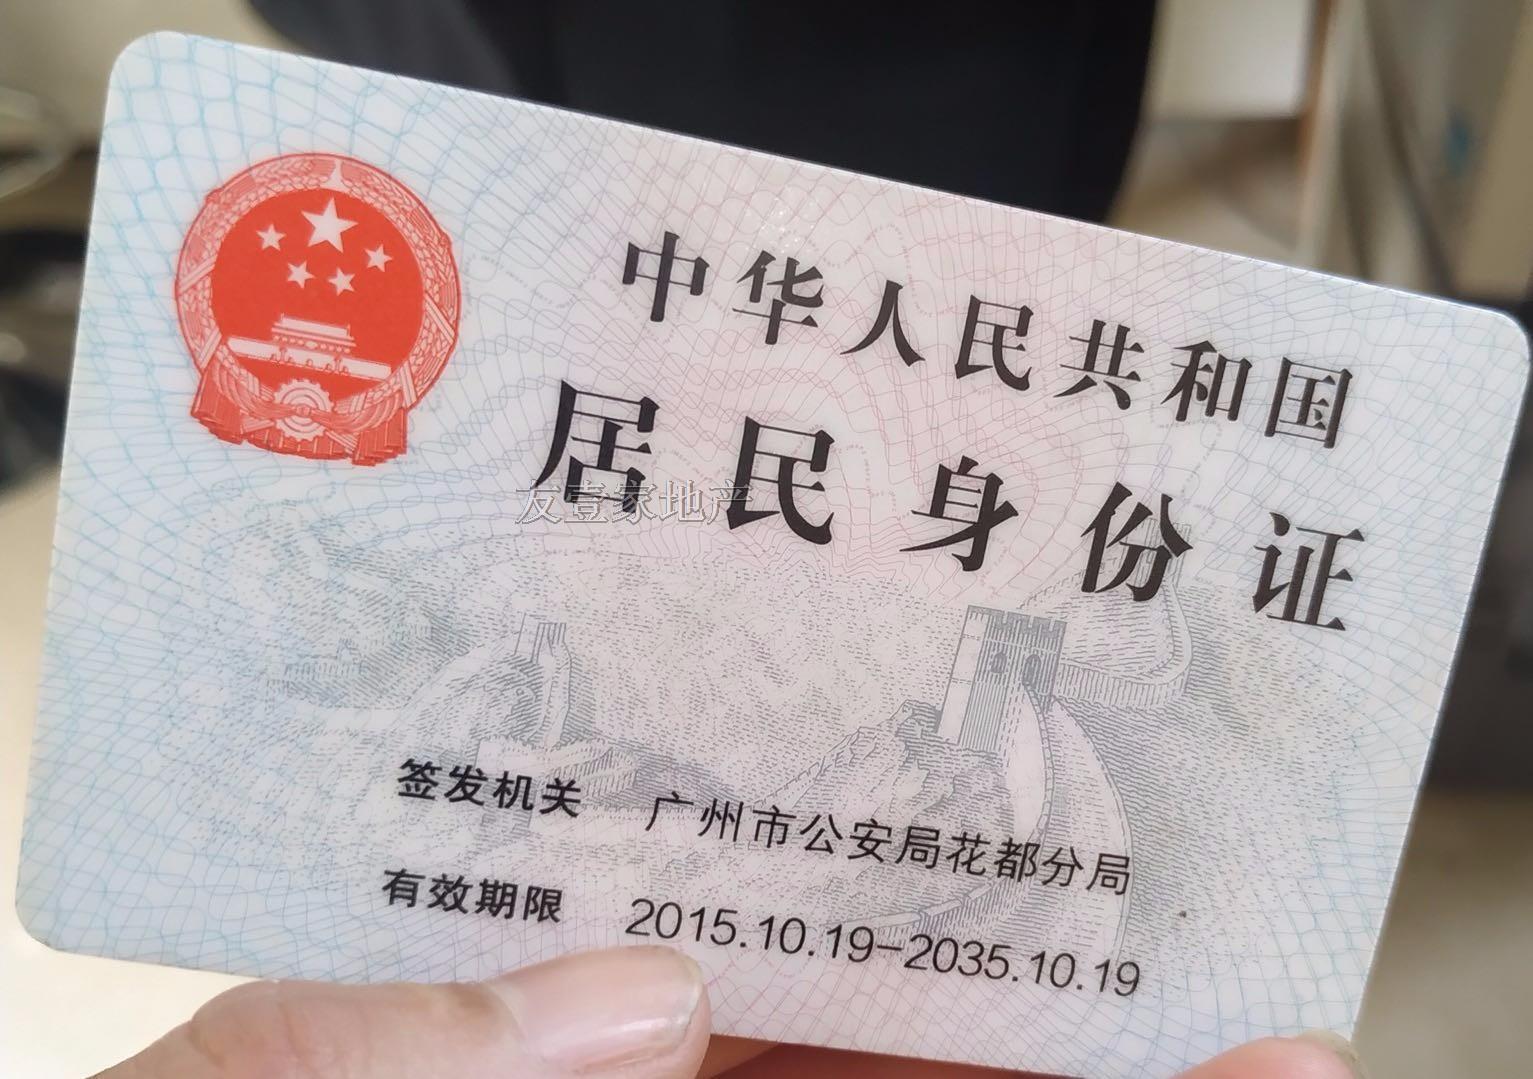 中华人民共和国
居民身份证
友壹家地产
签发机关 广州市公安局花都分局
有效期限 2015.10.19-2035.10.19